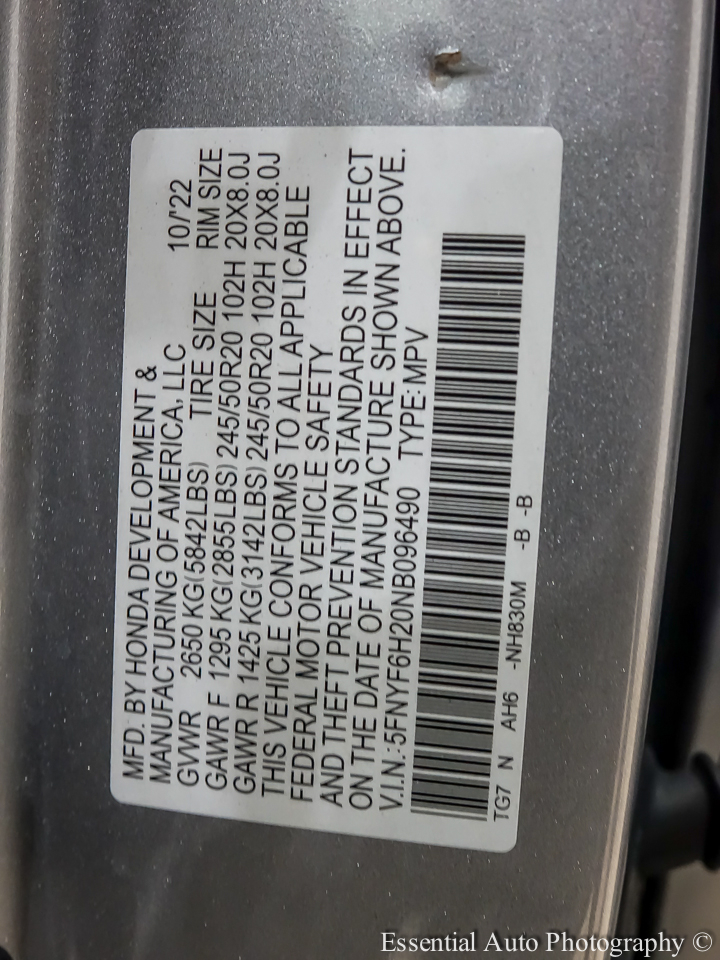 MFD. BY HONDA DEVELOPMENT &
MANUFACTURING OF AMERICA, LLC 10/'22
GVWR 2650 KG(5842LBS) TIRE SIZE RIM SIZE
GAWR F 1295 KG(2855LBS) 245/50R20 102H 20X8.0J
GAWR R 1425 KG(3142LBS) 245/50R20 102H 20X8.0J
THIS VEHICLE CONFORMS TO ALL APPLICABLE
FEDERAL MOTOR VEHICLE SAFETY
AND THEFT PREVENTION STANDARDS IN EFFECT
ON THE DATE OF MANUFACTURE SHOWN ABOVE.
V.I.N.: 5FNYF6H20NB096490 TYPE: MPV
TG7 N AH6 -NH830M -B -B
Essential Auto Photography ©